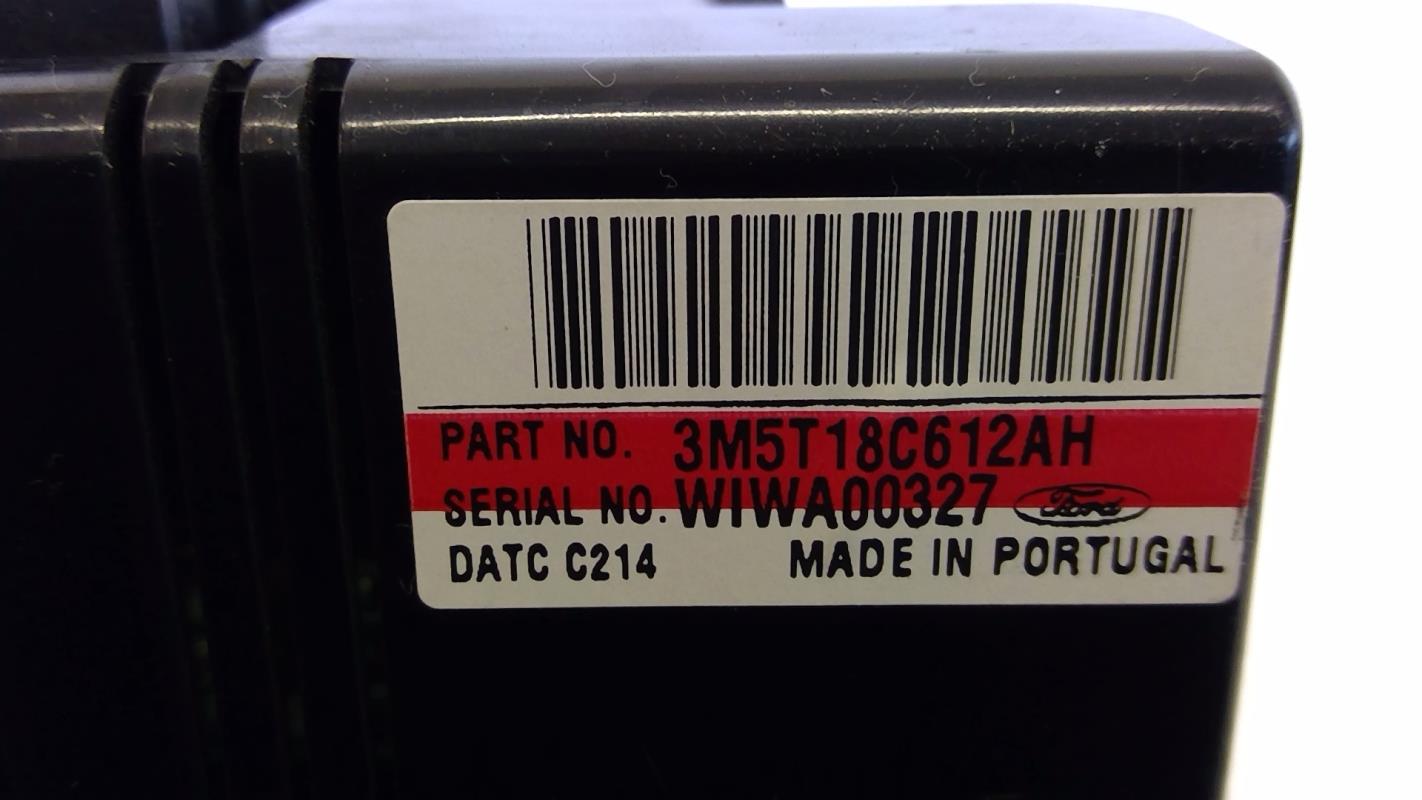 PART NO. 3M5T18C612AH
SERIAL NO. WIWA00327 Ford
DATC C214 MADE IN PORTUGAL